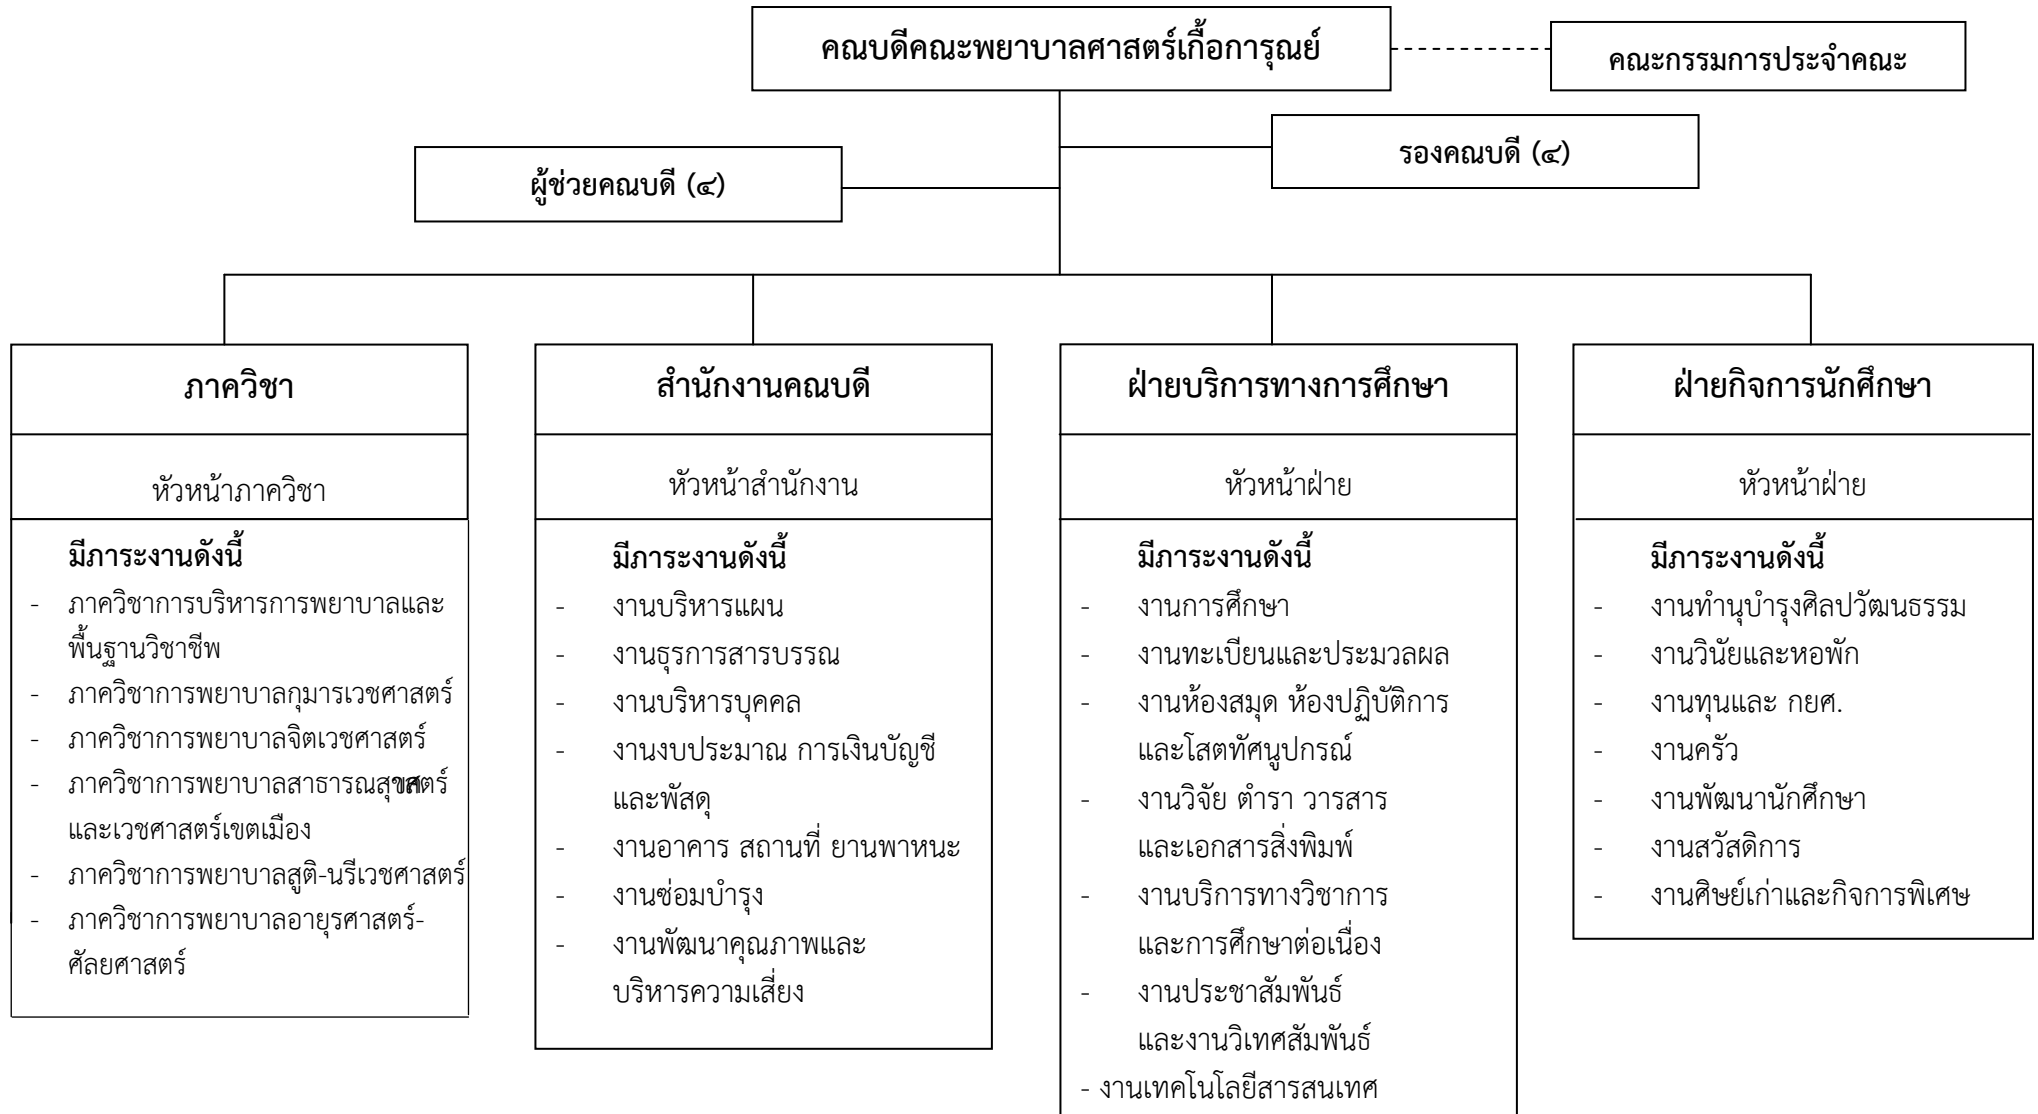 คณบดีคณะพยาบาลศาสตร์เกื้อการุณย์
คณะกรรมการประจำคณะ
รองคณบดี (๔)
ผู้ช่วยคณบดี (๔)
ภาควิชา
หัวหน้าภาควิชา
มีภาระงานดังนี้
- ภาควิชาการบริหารการพยาบาลและ
พื้นฐานวิชาชีพ
- ภาควิชาการพยาบาลกุมารเวชศาสตร์
- ภาควิชาการพยาบาลจิตเวชศาสตร์
- ภาควิชาการพยาบาลสาธารณสุขศาสตร์
และเวชศาสตร์เขตเมือง
- ภาควิชาการพยาบาลสูติ-นรีเวชศาสตร์
- ภาควิชาการพยาบาลอายุรศาสตร์-
ศัลยศาสตร์
สำนักงานคณบดี
หัวหน้าสำนักงาน
มีภาระงานดังนี้
- งานบริหารแผน
- งานธุรการสารบรรณ
- งานบริหารบุคคล
- งานงบประมาณ การเงินบัญชี
และพัสดุ
- งานอาคาร สถานที่ ยานพาหนะ
- งานซ่อมบำรุง
- งานพัฒนาคุณภาพและ
บริหารความเสี่ยง
ฝ่ายบริการทางการศึกษา
หัวหน้าฝ่าย
มีภาระงานดังนี้
- งานการศึกษา
- งานทะเบียนและประมวลผล
- งานห้องสมุด ห้องปฏิบัติการ
และโสตทัศนูปกรณ์
- งานวิจัย ตำรา วารสาร
และเอกสารสิ่งพิมพ์
- งานบริการทางวิชาการ
และการศึกษาต่อเนื่อง
- งานประชาสัมพันธ์
และงานวิเทศสัมพันธ์
- งานเทคโนโลยีสารสนเทศ
ฝ่ายกิจการนักศึกษา
หัวหน้าฝ่าย
มีภาระงานดังนี้
- งานทำนุบำรุงศิลปวัฒนธรรม
- งานวินัยและหอพัก
- งานทุนและ กยศ.
- งานครัว
- งานพัฒนานักศึกษา
- งานสวัสดิการ
- งานศิษย์เก่าและกิจการพิเศษ